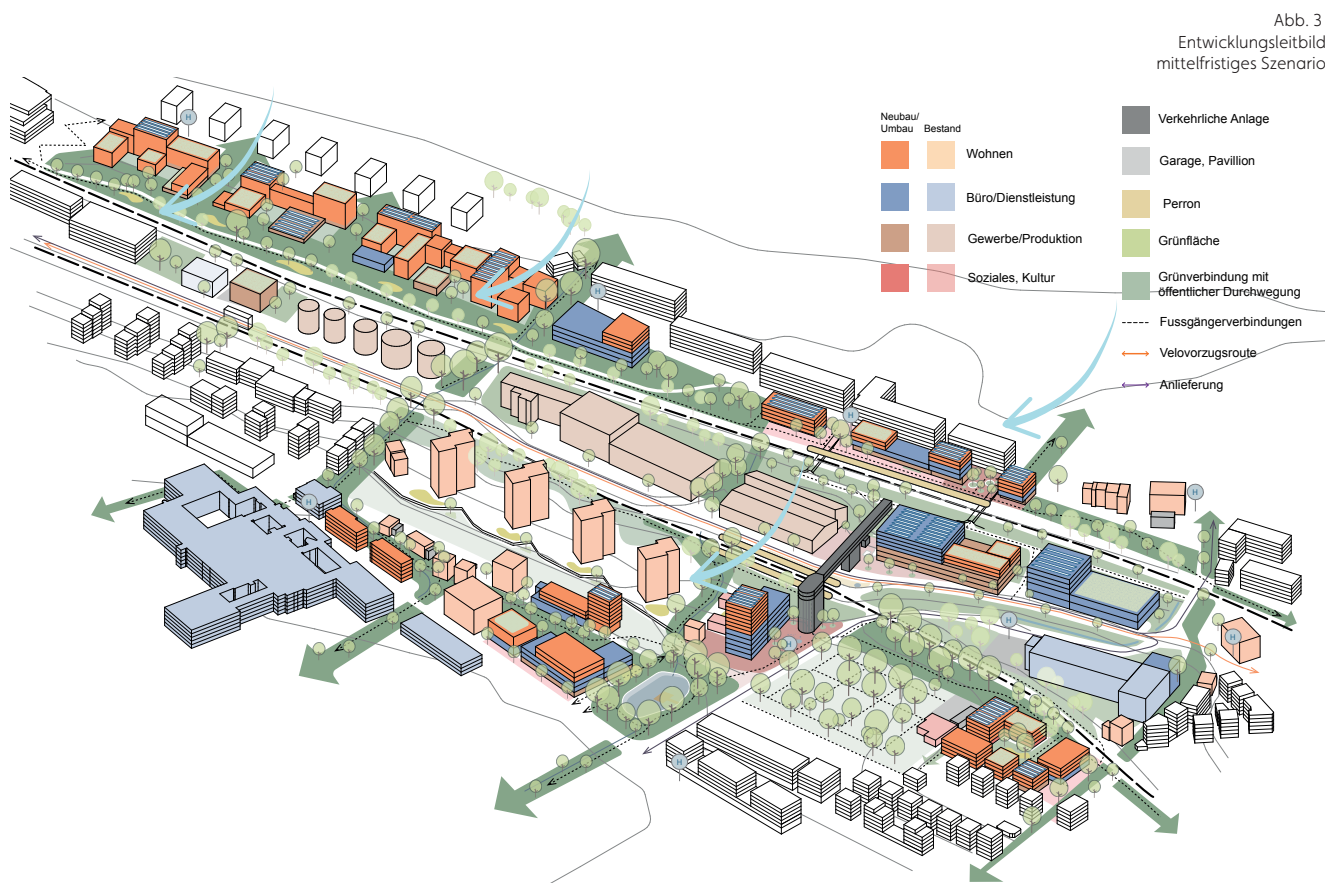 Abb. 3
Entwicklungsleitbild
mittelfristiges Szenario
Neubau/
Umbau Bestand
Wohnen
Büro/Dienstleistung
Gewerbe/Produktion
Soziales, Kultur
Verkehrliche Anlage
Garage, Pavillion
Perron
Grünfläche
Grünverbindung mit
öffentlicher Durchwegung
Fussgängerverbindungen
Velovorzugsroute
Anlieferung
H
H
H
H
H
H
H
H
H
H